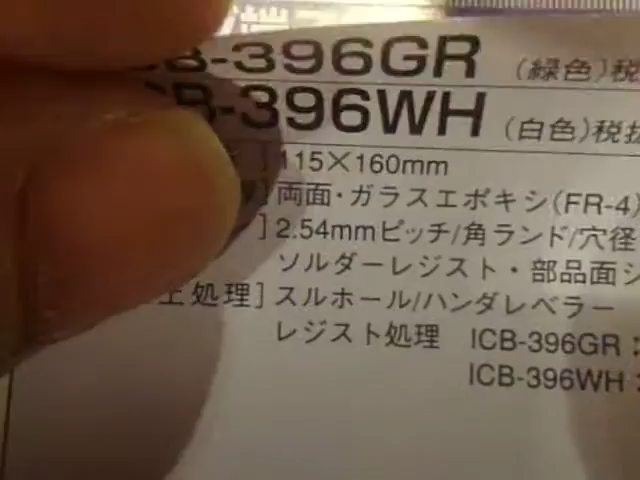 B-396GR (緑色)税
CB-396WH (白色)税抜
]115×160mm
]両面・ガラスエポキシ(FR-4)
]2.54mmピッチ/角ランド/穴径
ソルダーレジスト・部品面シ
上処理]スルホール/ハンダレベラー
レジスト処理 ICB-396GR:
ICB-396WH: